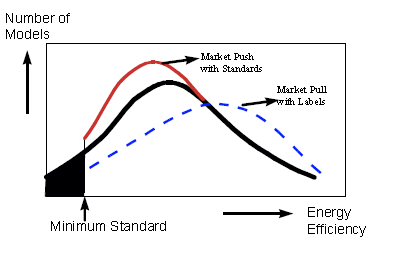 Number of
Models
Market Push
with Standards
Market Pull
with Labels
Minimum Standard
Energy
Efficiency